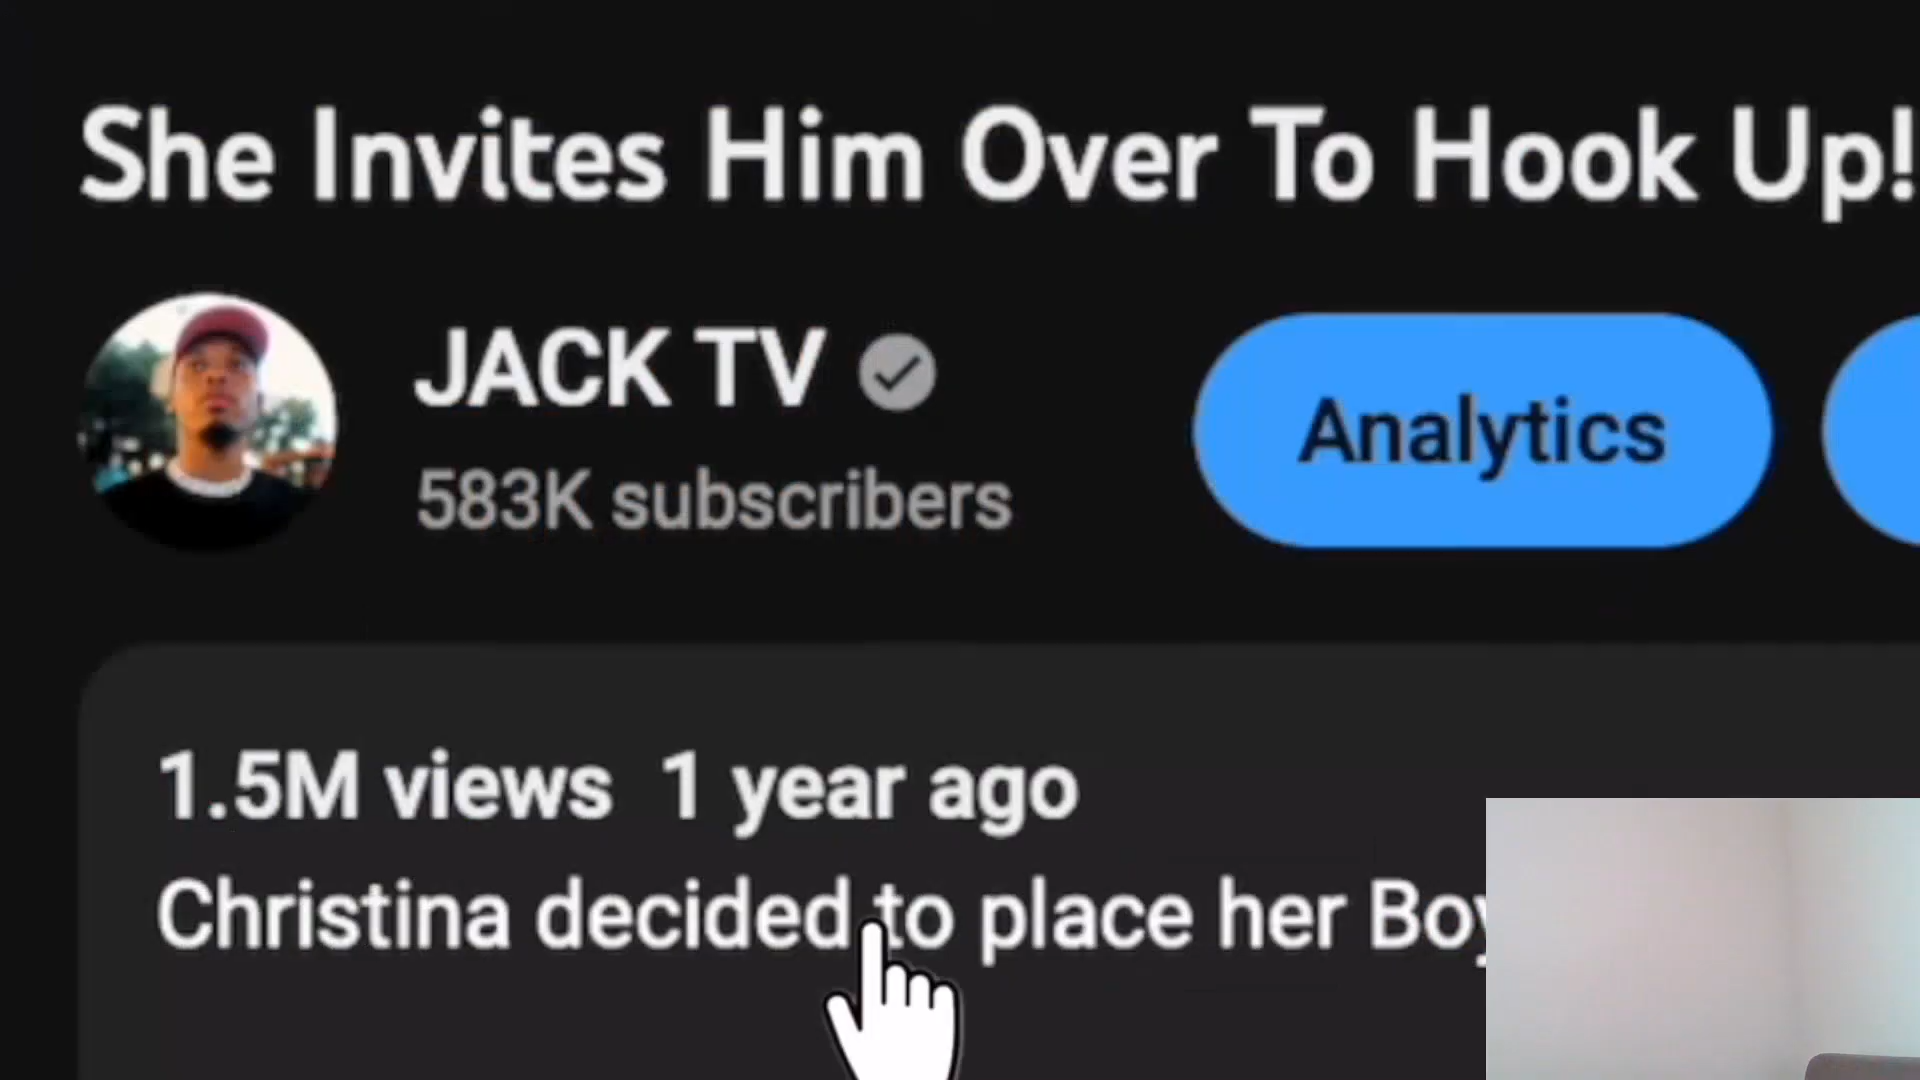 She Invites Him Over To Hook Up!
JACK TV
583K subscribers
Analytics
1.5M views 1 year ago
Christina decided to place her